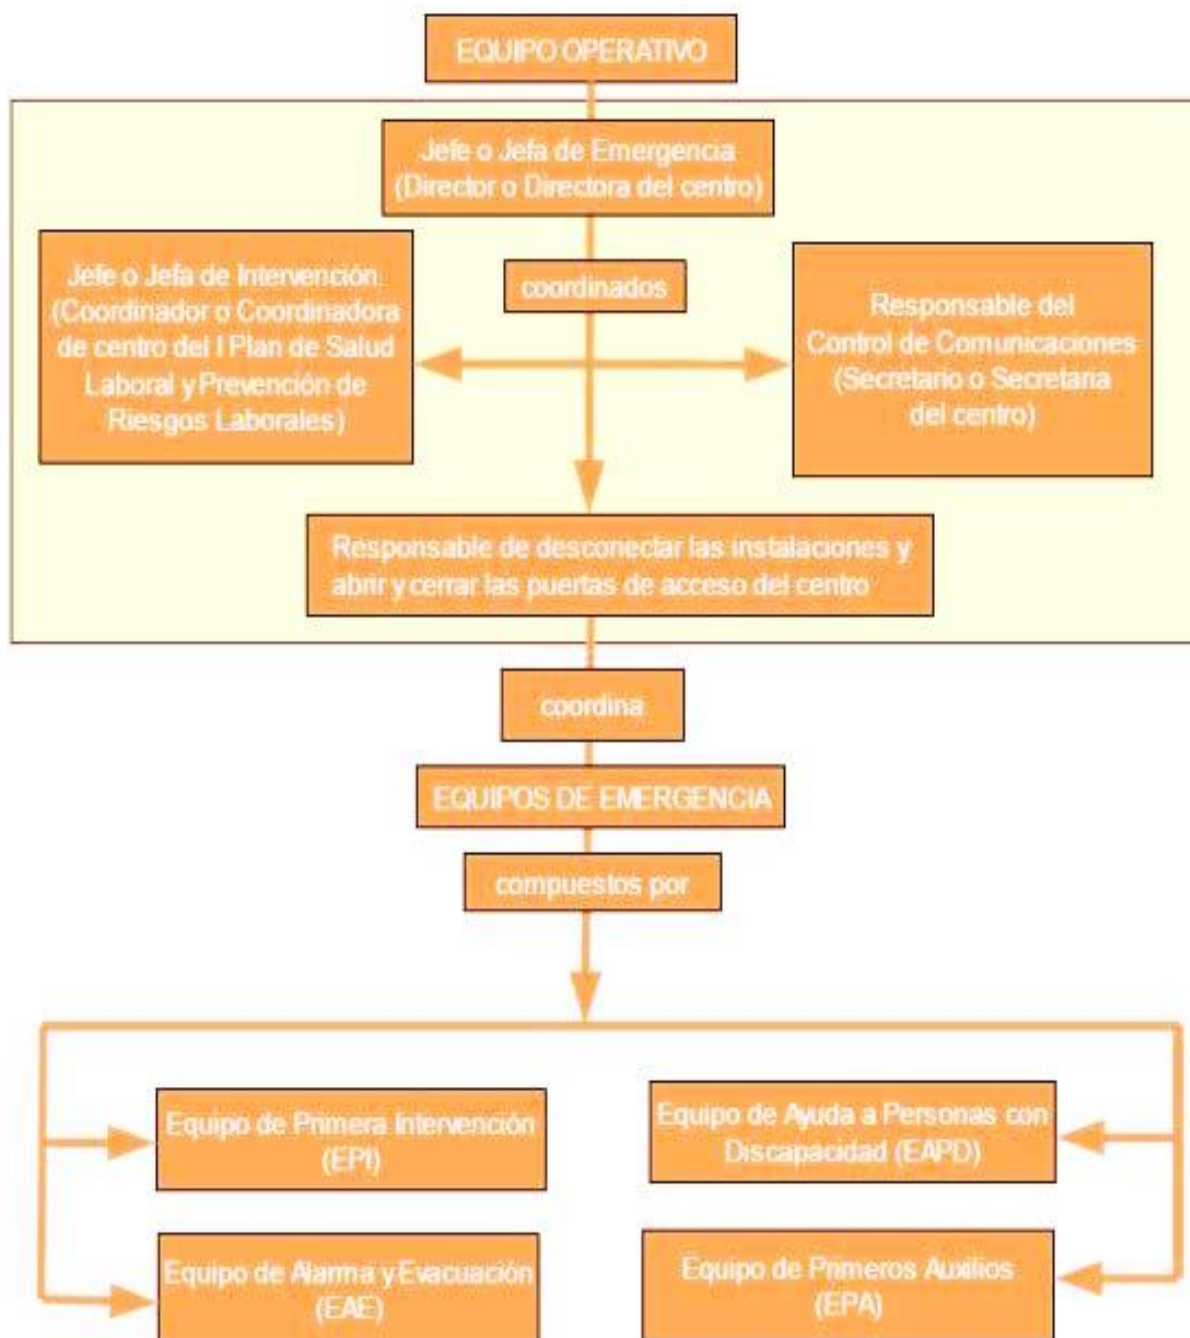 EQUIPO OPERATIVO
Jefe o Jefa de Emergencia
(Director o Directora del centro)
Jefe o Jefa de Intervención.
(Coordinador o Coordinadora
de centro del I Plan de Salud
Laboral y Prevención de
Riesgos Laborales)
coordinados
Responsable del
Control de Comunicaciones
(Secretario o Secretaria
del centro)
Responsable de desconectar las instalaciones y
abrir y cerrar las puertas de acceso del centro
coordina
EQUIPOS DE EMERGENCIA
compuestos por
Equipo de Primera Intervención
(EPI)
Equipo de Ayuda a Personas con
Discapacidad (EAPD)
Equipo de Alarma y Evacuación
(EAE)
Equipo de Primeros Auxilios
(EPA)